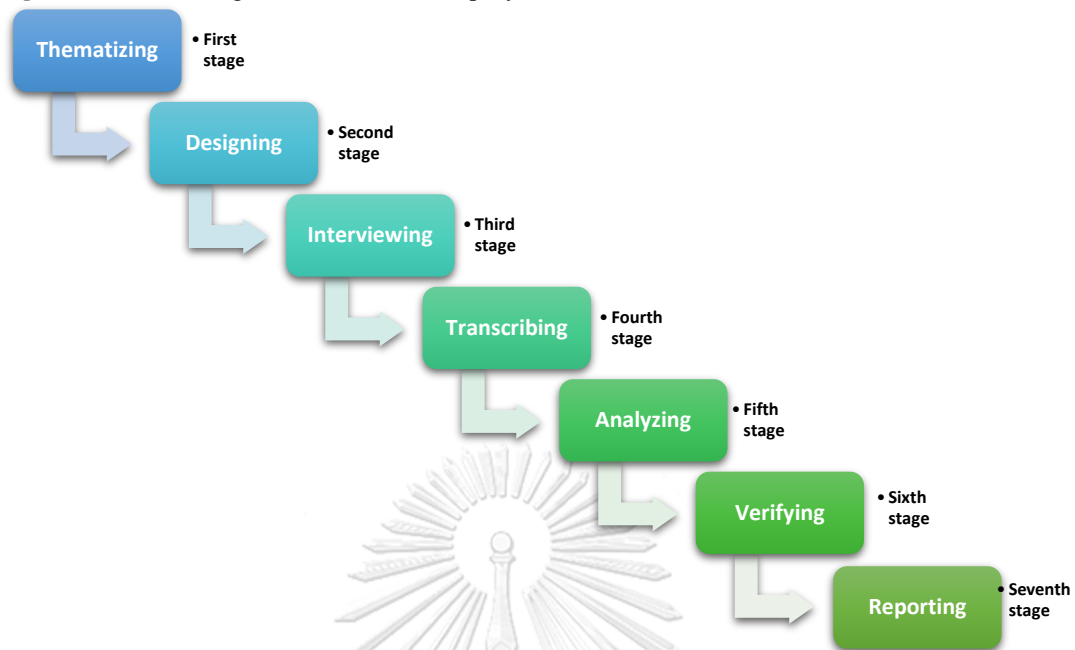 Thematizing
• First
stage
Designing
• Second
stage
Interviewing
• Third
stage
Transcribing
• Fourth
stage
Analyzing
• Fifth
stage
Verifying
• Sixth
stage
Reporting
• Seventh
stage